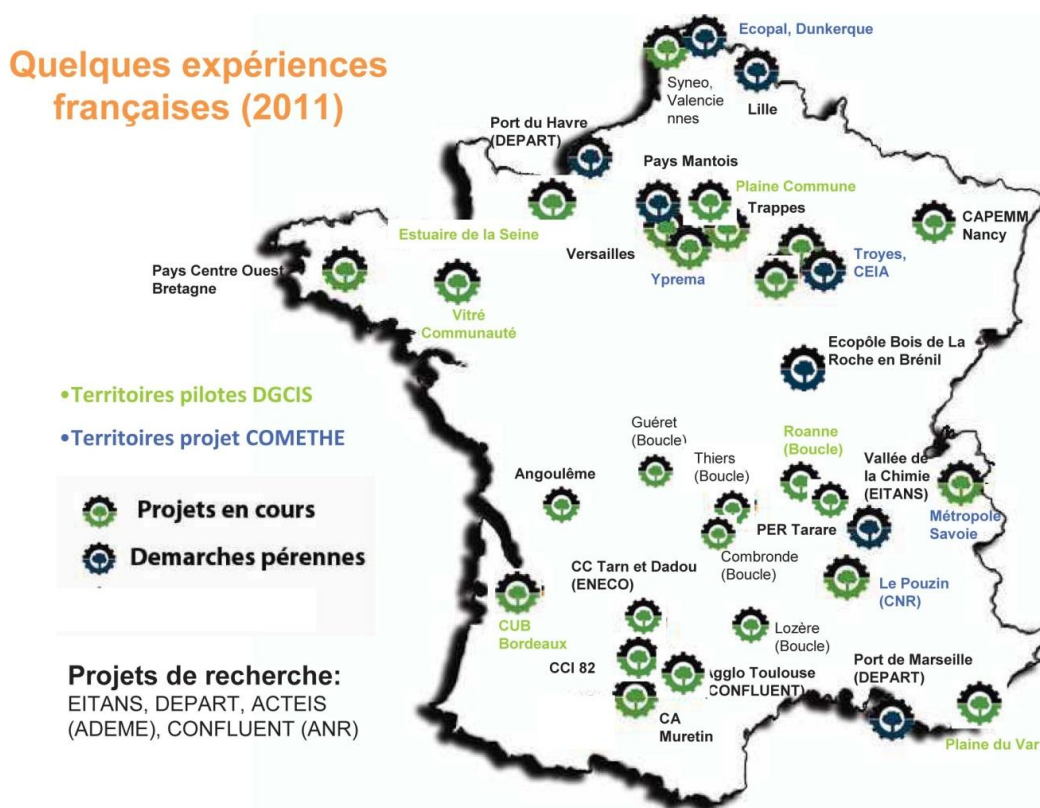 Quelques expériences
françaises (2011)
Ecopal, Dunkerque
Syneo,
Valencie
nnes
Lille
Port du Havre
(DEPART)
Pays Mantois
Plaine Commune
Trappes
CAPEMM
Nancy
Estuaire de la Seine
Versailles
Yprema
Troyes,
CEIA
Pays Centre Ouest
Bretagne
Vitré
Communauté
Ecopôle Bois de La
Roche en Brénil
•Territoires pilotes DGCIS
•Territoires projet COMETHE
Guéret
(Boucle)
Thiers
(Boucle)
Roanne
(Boucle)
Vallée de
la Chimie
(EITANS)
Angoulême
Projets en cours
Demarches pérennes
PER Tarare
Métropole
Savoie
Combronde
(Boucle)
CC Tarn et Dadou
(ENECO)
Le Pouzin
(CNR)
CUB
Bordeaux
Lozère
(Boucle)
CCI 82
Agglo Toulouse
(CONFLUENT)
Port de Marseille
(DEPART)
CA
Muretin
Plaine du Var
Projets de recherche:
EITANS, DEPART, ACTEIS
(ADEME), CONFLUENT (ANR)